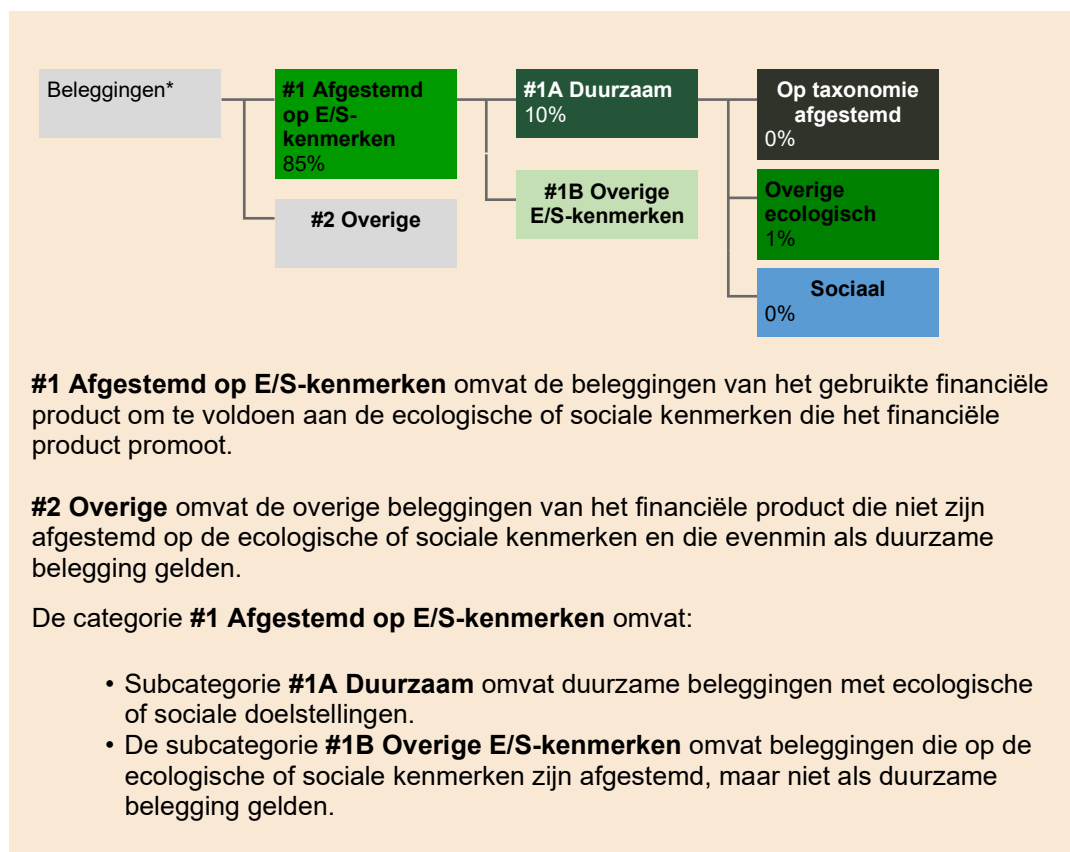 Beleggingen*
#1 Afgestemd
op E/S-
kenmerken
85%
#2 Overige
#1A Duurzaam
10%
#1B Overige
E/S-kenmerken
Op taxonomie
afgestemd
0%
Overige
ecologisch
1%
Sociaal
0%
#1 Afgestemd op E/S-kenmerken omvat de beleggingen van het gebruikte financiële
product om te voldoen aan de ecologische of sociale kenmerken die het financiële
product promoot.
#2 Overige omvat de overige beleggingen van het financiële product die niet zijn
afgestemd op de ecologische of sociale kenmerken en die evenmin als duurzame
belegging gelden.
De categorie #1 Afgestemd op E/S-kenmerken omvat:
• Subcategorie #1A Duurzaam omvat duurzame beleggingen met ecologische
of sociale doelstellingen.
• De subcategorie #1B Overige E/S-kenmerken omvat beleggingen die op de
ecologische of sociale kenmerken zijn afgestemd, maar niet als duurzame
belegging gelden.